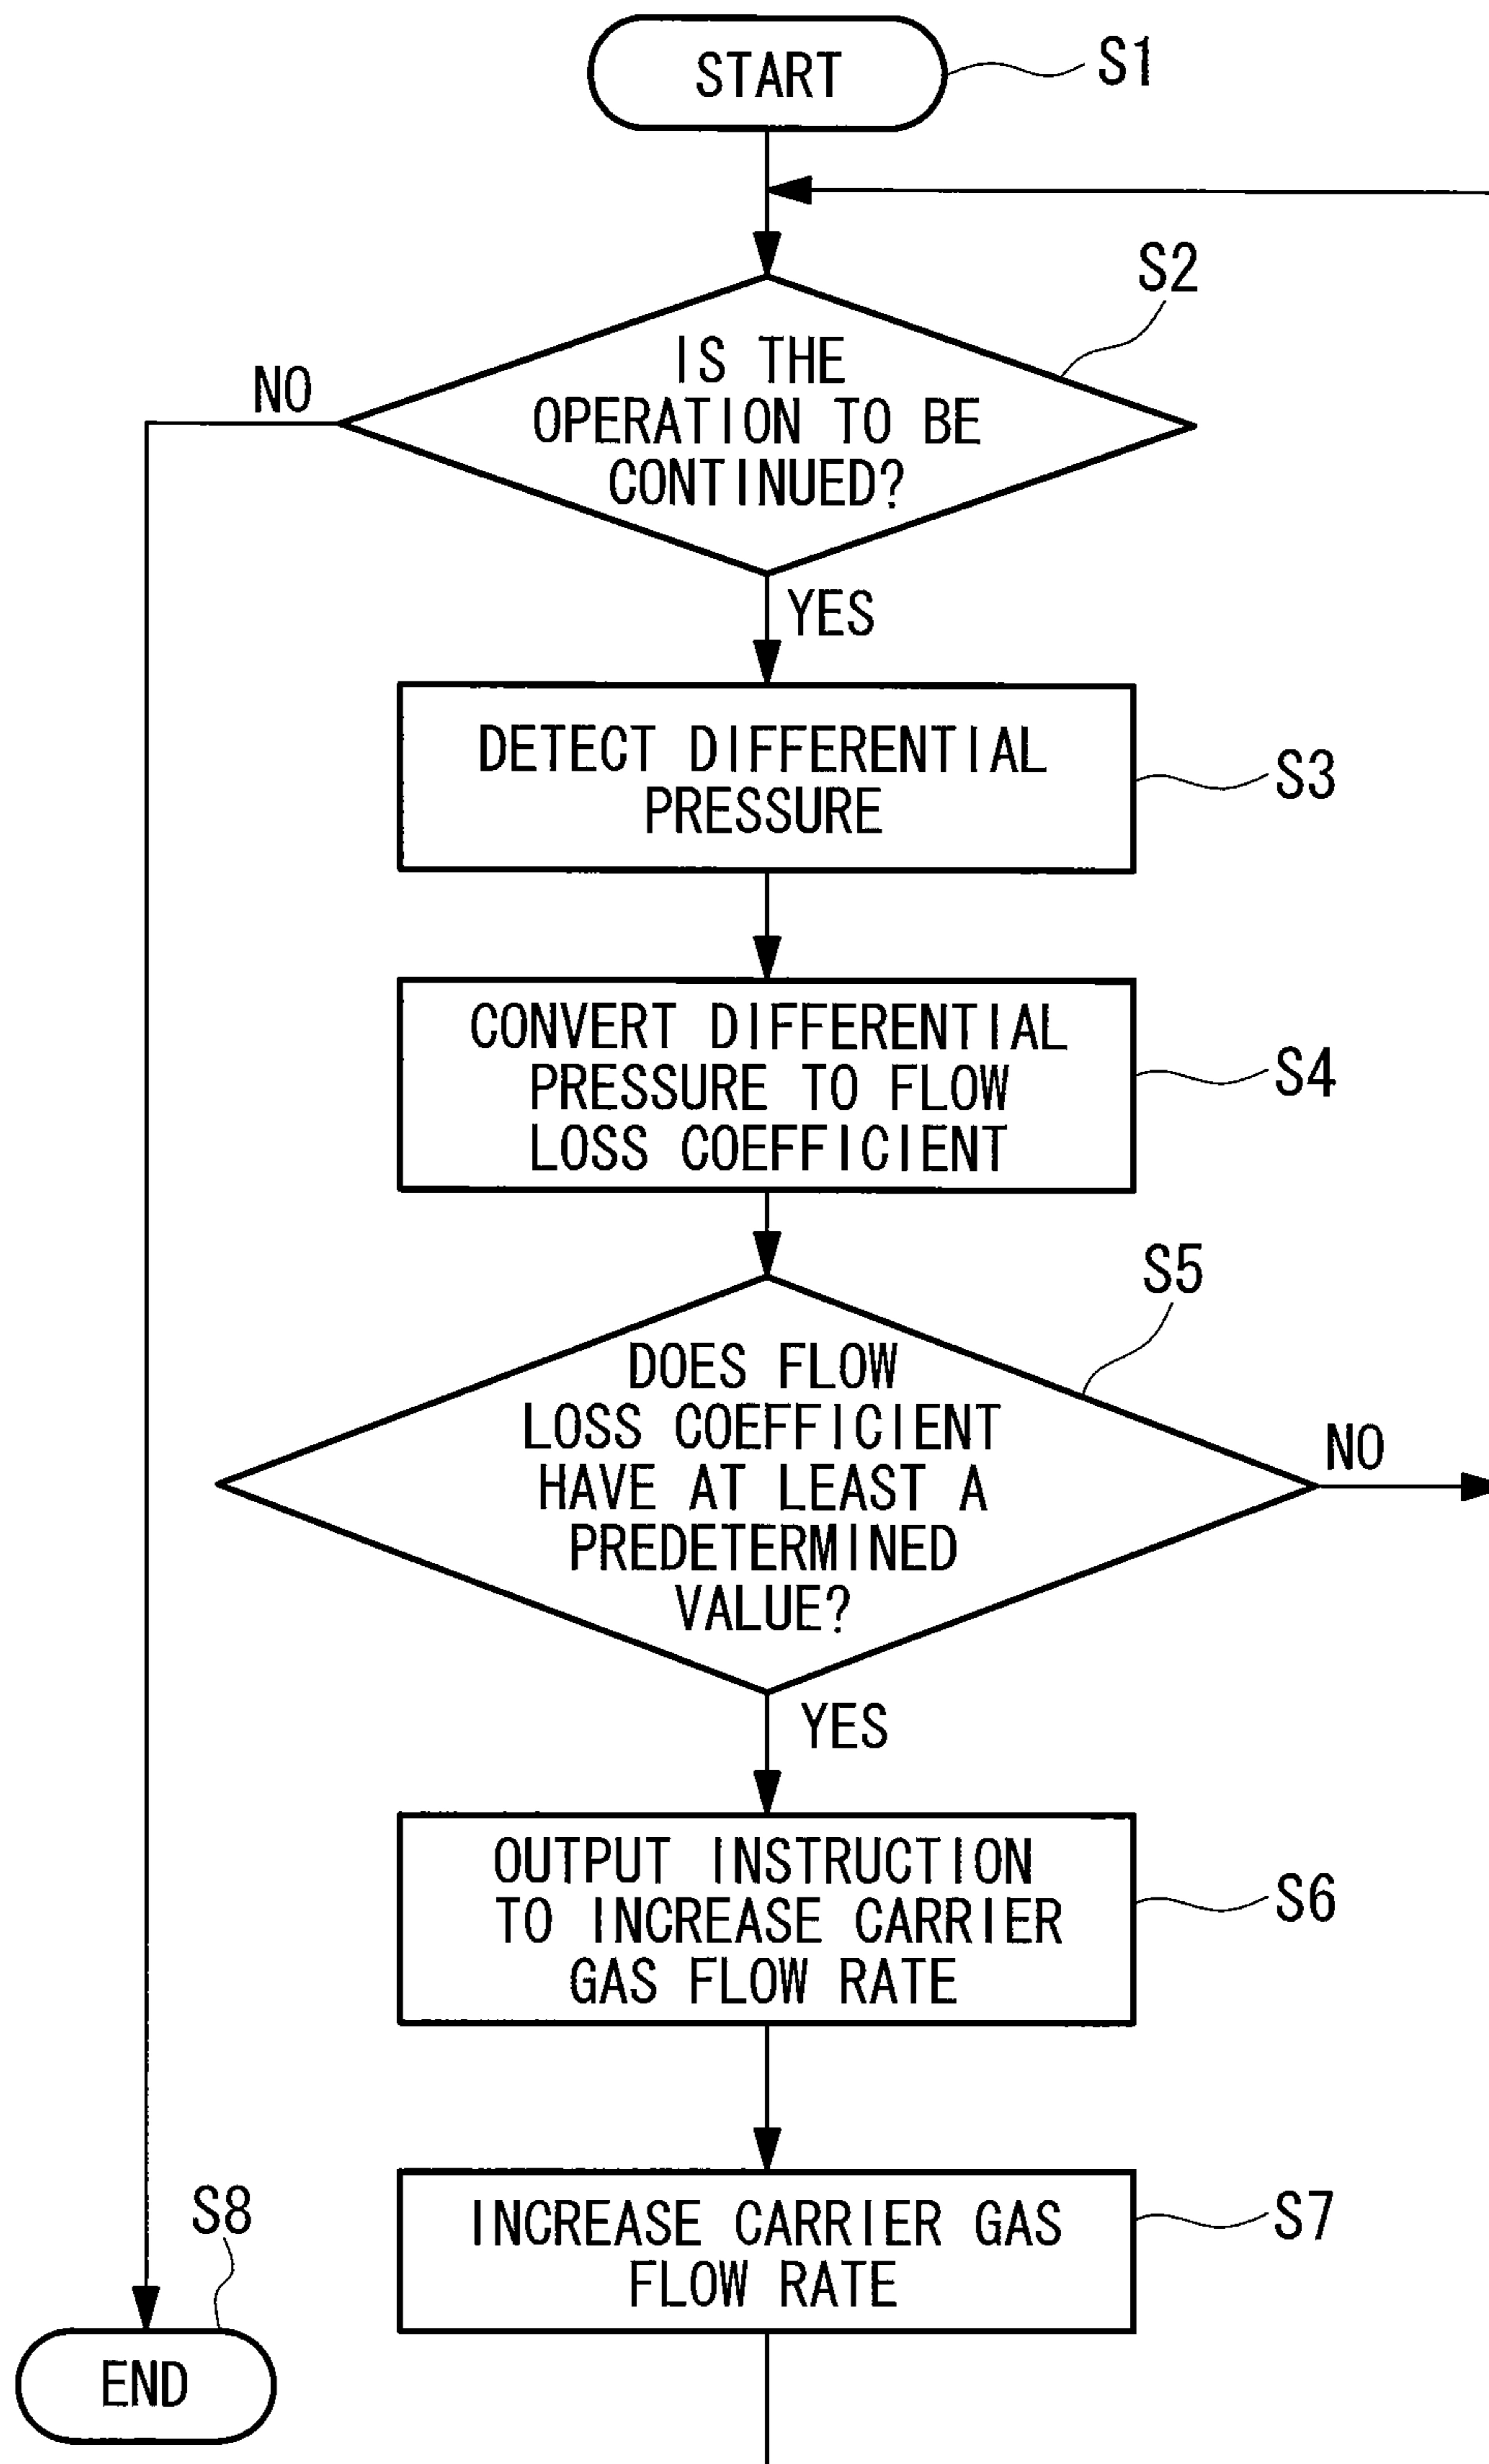 START
S1
S2
IS THE
OPERATION TO BE
CONTINUED?
NO
YES
DETECT DIFFERENTIAL
PRESSURE
S3
CONVERT DIFFERENTIAL
PRESSURE TO FLOW
LOSS COEFFICIENT
S4
S5
DOES FLOW
LOSS COEFFICIENT
HAVE AT LEAST A
PREDETERMINED
VALUE?
NO
YES
OUTPUT INSTRUCTION
TO INCREASE CARRIER
GAS FLOW RATE
S6
INCREASE CARRIER GAS
FLOW RATE
S7
S8
END